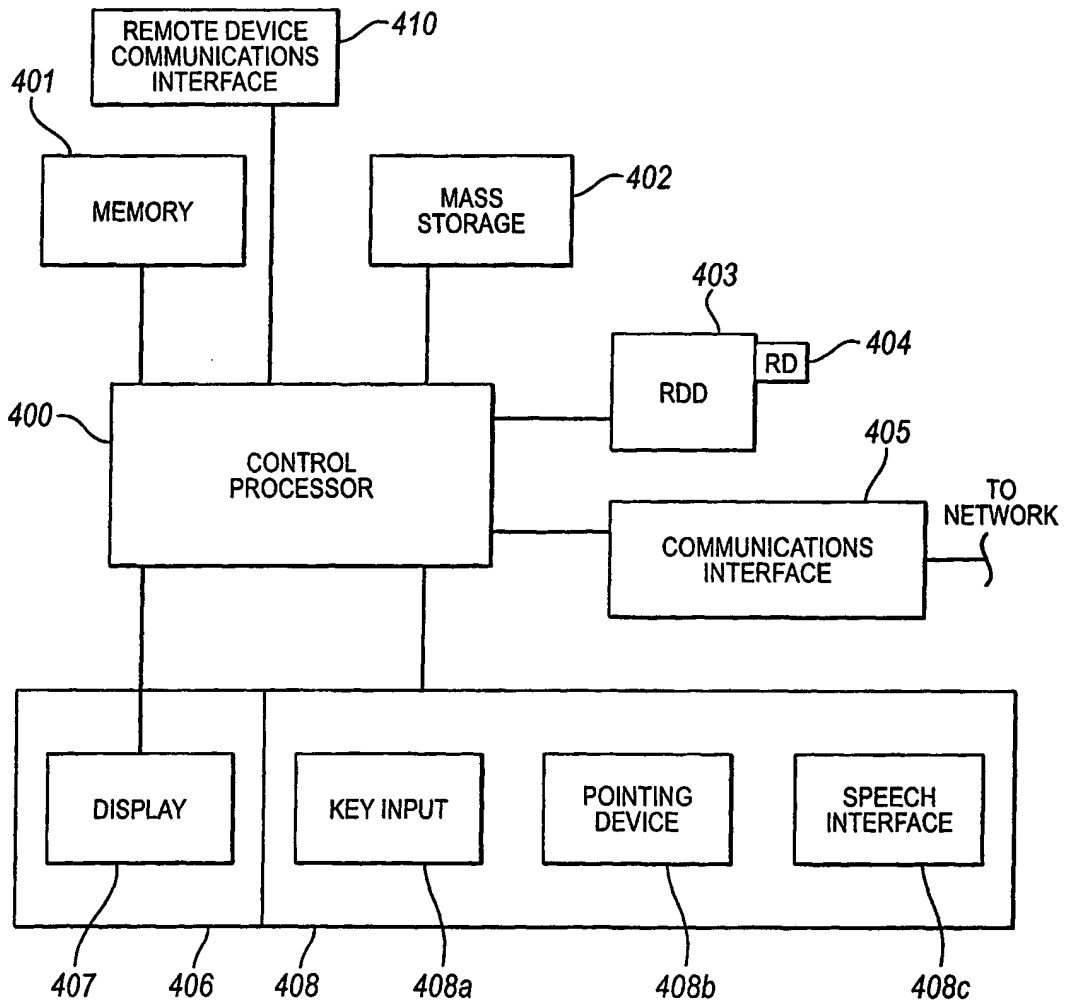 REMOTE DEVICE
COMMUNICATIONS
INTERFACE
410
401
MEMORY
MASS
STORAGE
402
403
RDD
RD
404
400
CONTROL
PROCESSOR
405
COMMUNICATIONS
INTERFACE
TO
NETWORK
DISPLAY
KEY INPUT
POINTING
DEVICE
SPEECH
INTERFACE
407
406
408
408a
408b
408c